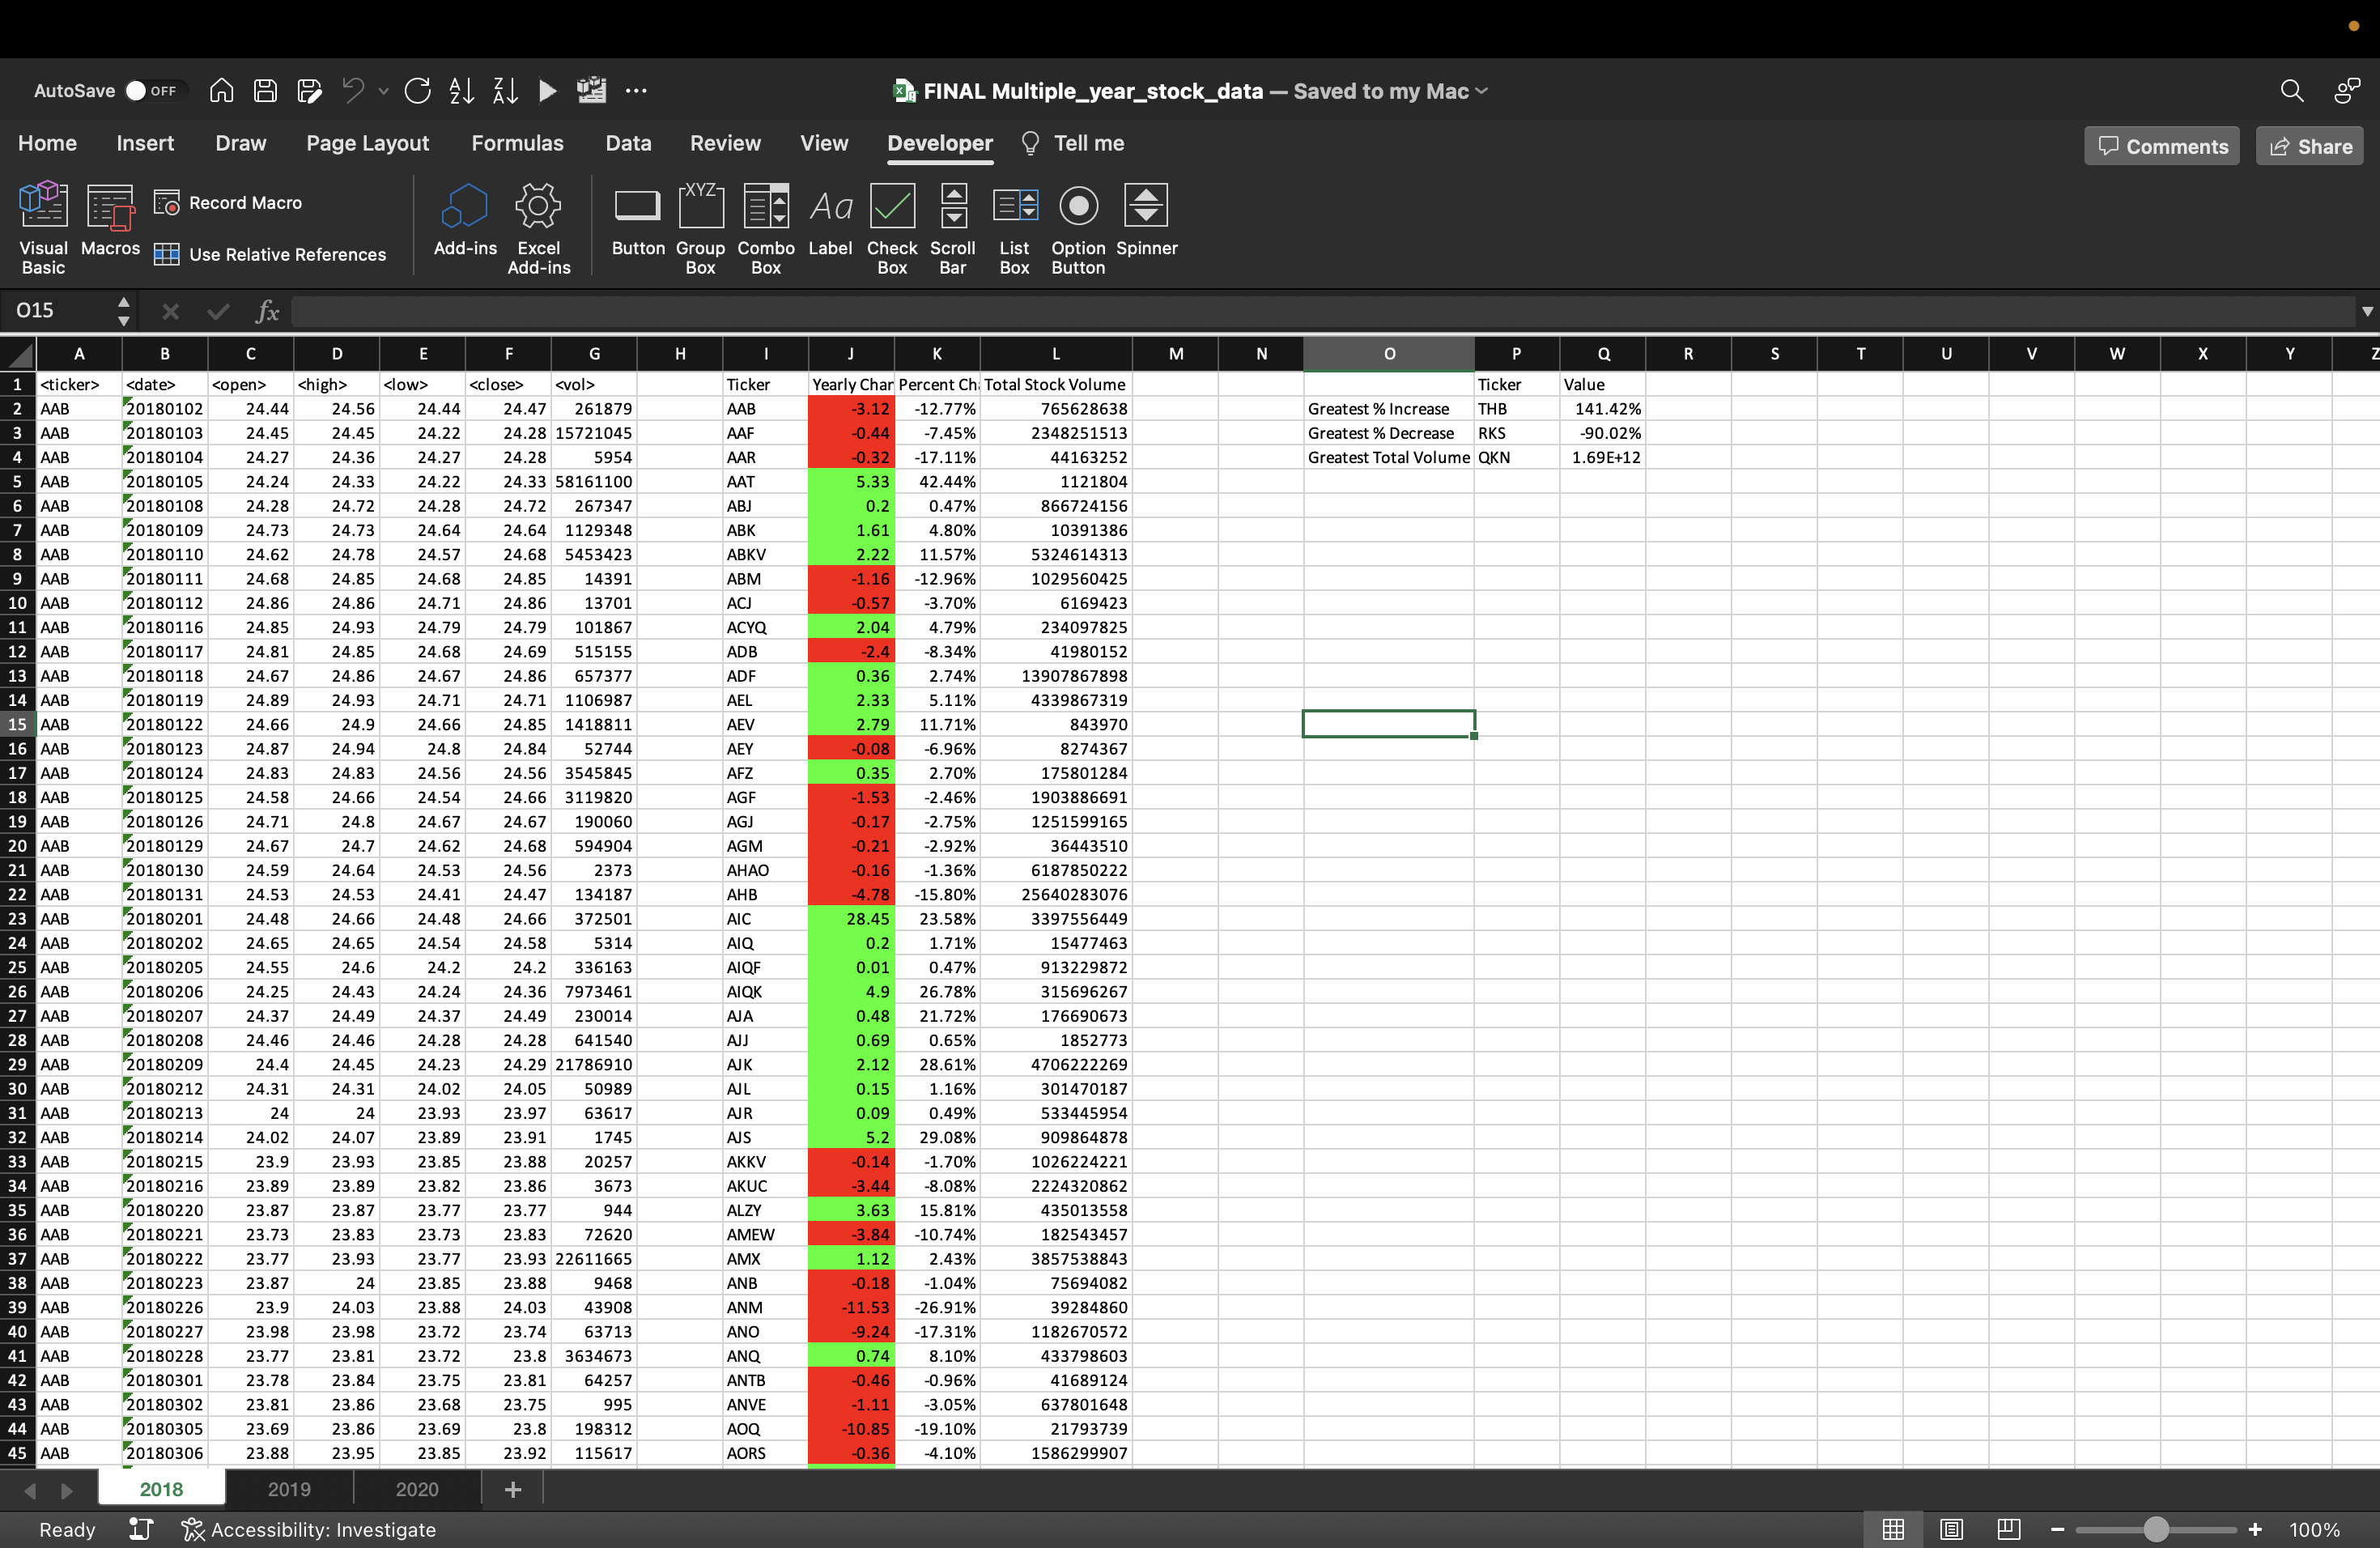 AutoSave OFF FINAL Multiple_year_stock_data — Saved to my Mac
Home Insert Draw Page Layout Formulas Data Review View Developer Tell me Comments Share
Visual Basic Macros Record Macro Use Relative References Add-ins Excel Add-ins Button Group Box Combo Box Label Check Box Scroll Bar List Box Option Button Spinner
O15 fx
A B C D E F G H I J K L M N O P Q R S T U V W X Y Z
1 <ticker> <date> <open> <high> <low> <close> <vol> Ticker Yearly Char Percent Ch Total Stock Volume Ticker Value
2 AAB 20180102 24.44 24.56 24.44 24.47 261879 AAB -3.12 -12.77% 765628638 Greatest % Increase THB 141.42%
3 AAB 20180103 24.45 24.45 24.22 24.28 15721045 AAF -0.44 -7.45% 2348251513 Greatest % Decrease RKS -90.02%
4 AAB 20180104 24.27 24.36 24.27 24.28 5954 AAR -0.32 -17.11% 44163252 Greatest Total Volume QKN 1.69E+12
5 AAB 20180105 24.24 24.33 24.22 24.33 58161100 AAT 5.33 42.44% 1121804
6 AAB 20180108 24.28 24.72 24.28 24.72 267347 ABJ 0.2 0.47% 866724156
7 AAB 20180109 24.73 24.73 24.64 24.64 1129348 ABK 1.61 4.80% 10391386
8 AAB 20180110 24.62 24.78 24.57 24.68 5453423 ABKV 2.22 11.57% 5324614313
9 AAB 20180111 24.68 24.85 24.68 24.85 14391 ABM -1.16 -12.96% 1029560425
10 AAB 20180112 24.86 24.86 24.71 24.86 13701 ACJ -0.57 -3.70% 6169423
11 AAB 20180116 24.85 24.93 24.79 24.79 101867 ACYQ 2.04 4.79% 234097825
12 AAB 20180117 24.81 24.85 24.68 24.69 515155 ADB -2.4 -8.34% 41980152
13 AAB 20180118 24.67 24.86 24.67 24.86 657377 ADF 0.36 2.74% 13907867898
14 AAB 20180119 24.89 24.93 24.71 24.71 1106987 AEL 2.33 5.11% 4339867319
15 AAB 20180122 24.66 24.9 24.66 24.85 1418811 AEV 2.79 11.71% 843970
16 AAB 20180123 24.87 24.94 24.8 24.84 52744 AEY -0.08 -6.96% 8274367
17 AAB 20180124 24.83 24.83 24.56 24.56 3545845 AFZ 0.35 2.70% 175801284
18 AAB 20180125 24.58 24.66 24.54 24.66 3119820 AGF -1.53 -2.46% 1903886691
19 AAB 20180126 24.71 24.8 24.67 24.67 190060 AGJ -0.17 -2.75% 1251599165
20 AAB 20180129 24.67 24.7 24.62 24.68 594904 AGM -0.21 -2.92% 36443510
21 AAB 20180130 24.59 24.64 24.53 24.56 2373 AHAO -0.16 -1.36% 6187850222
22 AAB 20180131 24.53 24.53 24.41 24.47 134187 AHB -4.78 -15.80% 25640283076
23 AAB 20180201 24.48 24.66 24.48 24.66 372501 AIC 28.45 23.58% 3397556449
24 AAB 20180202 24.65 24.65 24.54 24.58 5314 AIQ 0.2 1.71% 15477463
25 AAB 20180205 24.55 24.6 24.2 24.2 336163 AIQF 0.01 0.47% 913229872
26 AAB 20180206 24.25 24.43 24.24 24.36 7973461 AIQK 4.9 26.78% 315696267
27 AAB 20180207 24.37 24.49 24.37 24.49 230014 AJA 0.48 21.72% 176690673
28 AAB 20180208 24.46 24.46 24.28 24.28 641540 AJJ 0.69 0.65% 1852773
29 AAB 20180209 24.4 24.45 24.23 24.29 21786910 AJK 2.12 28.61% 4706222269
30 AAB 20180212 24.31 24.31 24.02 24.05 50989 AJL 0.15 1.16% 301470187
31 AAB 20180213 24 24 23.93 23.97 63617 AJR 0.09 0.49% 533445954
32 AAB 20180214 24.02 24.07 23.89 23.91 1745 AJS 5.2 29.08% 909864878
33 AAB 20180215 23.9 23.93 23.85 23.88 20257 AKKV -0.14 -1.70% 1026224221
34 AAB 20180216 23.89 23.89 23.82 23.86 3673 AKUC -3.44 -8.08% 2224320862
35 AAB 20180220 23.87 23.87 23.77 23.77 944 ALZY 3.63 15.81% 435013558
36 AAB 20180221 23.73 23.83 23.73 23.83 72620 AMEW -3.84 -10.74% 182543457
37 AAB 20180222 23.77 23.93 23.77 23.93 22611665 AMX 1.12 2.43% 3857538843
38 AAB 20180223 23.87 24 23.85 23.88 9468 ANB -0.18 -1.04% 75694082
39 AAB 20180226 23.9 24.03 23.88 24.03 43908 ANM -11.53 -26.91% 39284860
40 AAB 20180227 23.98 23.98 23.72 23.74 63713 ANO -9.24 -17.31% 1182670572
41 AAB 20180228 23.77 23.81 23.72 23.8 3634673 ANQ 0.74 8.10% 433798603
42 AAB 20180301 23.78 23.84 23.75 23.81 64257 ANTB -0.46 -0.96% 41689124
43 AAB 20180302 23.81 23.86 23.68 23.75 995 ANVE -1.11 -3.05% 637801648
44 AAB 20180305 23.69 23.86 23.69 23.8 198312 AOQ -10.85 -19.10% 21793739
45 AAB 20180306 23.88 23.95 23.85 23.92 115617 AORS -0.36 -4.10% 1586299907
2018 2019 2020 +
Ready Accessibility: Investigate 100%